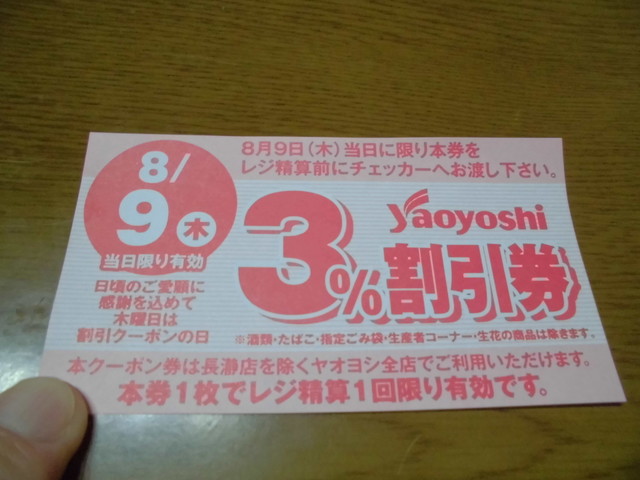 8月9日(木)当日に限り本券を
レジ精算前にチェッカーへお渡し下さい。
8/
9 木
当日限り有効
日頃のご愛顧に
感謝を込めて
木曜日は
割引クーポンの日
Yaoyoshi
3%割引券
※酒類・たばこ・指定ごみ袋・生産者コーナー・生花の商品は除きます。
本クーポン券は長瀞店を除くヤオヨシ全店でご利用いただけます。
本券1枚でレジ精算1回限り有効です。